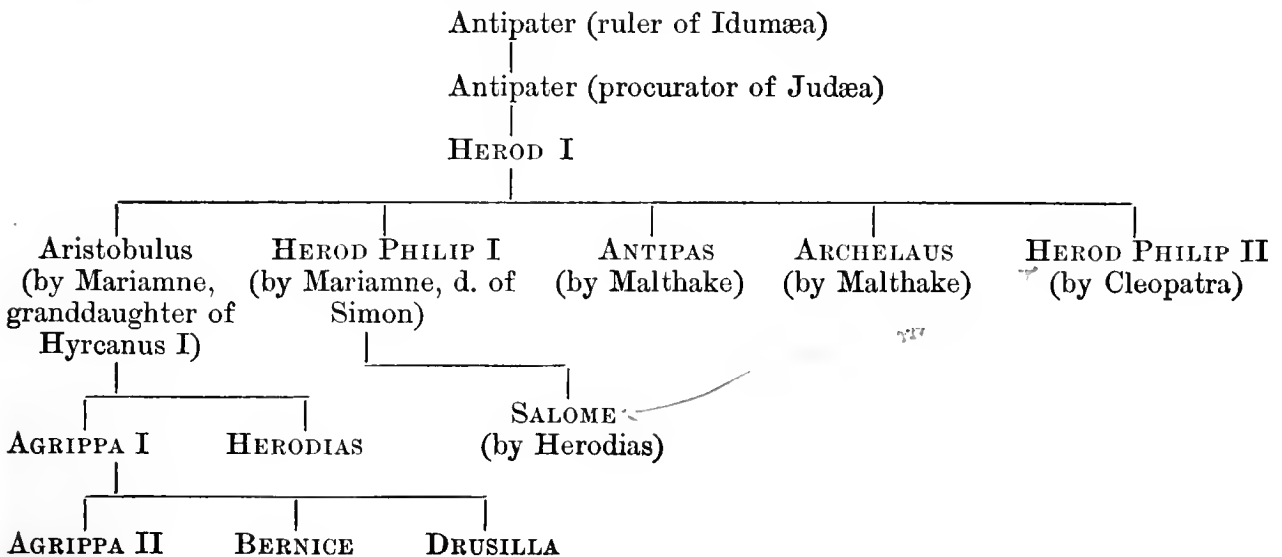 Antipater (ruler of Idumæa)
Antipater (procurator of Judæa)
HEROD I
Aristobulus
(by Mariamne,
granddaughter of
Hyrcanus I)
HEROD PHILIP I
(by Mariamne, d. of
Simon)
ANTIPAS
(by Malthake)
ARCHELAUS
(by Malthake)
HEROD PHILIP II
(by Cleopatra)
SALOME
(by Herodias)
AGRIPPA I
HERODIAS
AGRIPPA II
BERNICE
DRUSILLA